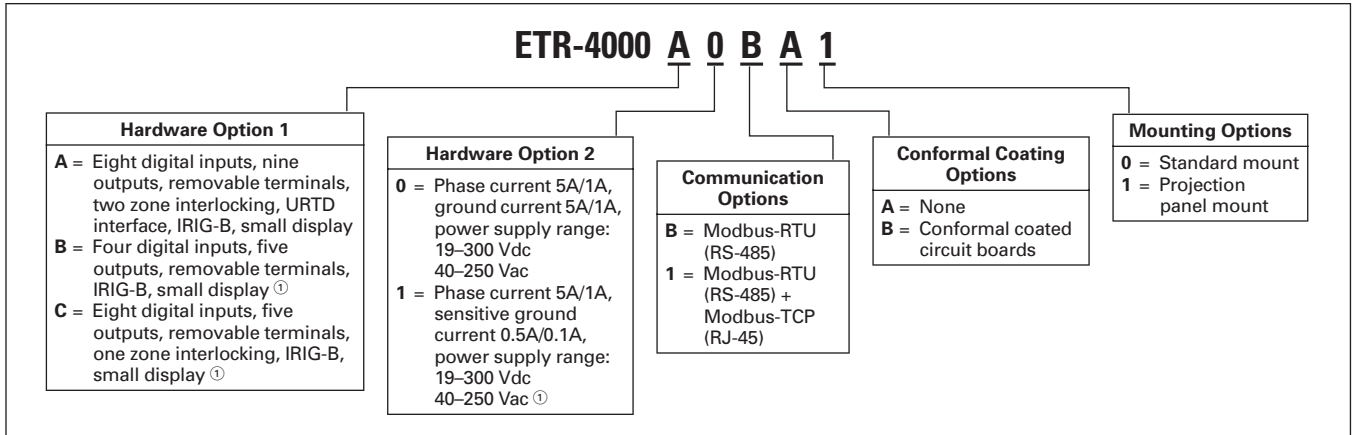 ETR-4000 A 0 B A 1
Hardware Option 1
A = Eight digital inputs, nine
outputs, removable terminals,
two zone interlocking, URTD
interface, IRIG-B, small display
B = Four digital inputs, five
outputs, removable terminals,
IRIG-B, small display ①
C = Eight digital inputs, five
outputs, removable terminals,
one zone interlocking, IRIG-B,
small display ①
Hardware Option 2
0 = Phase current 5A/1A,
ground current 5A/1A,
power supply range:
19–300 Vdc
40–250 Vac
1 = Phase current 5A/1A,
sensitive ground
current 0.5A/0.1A,
power supply range:
19–300 Vdc
40–250 Vac ①
Communication
Options
B = Modbus-RTU
(RS-485)
1 = Modbus-RTU
(RS-485) +
Modbus-TCP
(RJ-45)
Conformal Coating
Options
A = None
B = Conformal coated
circuit boards
Mounting Options
0 = Standard mount
1 = Projection
panel mount